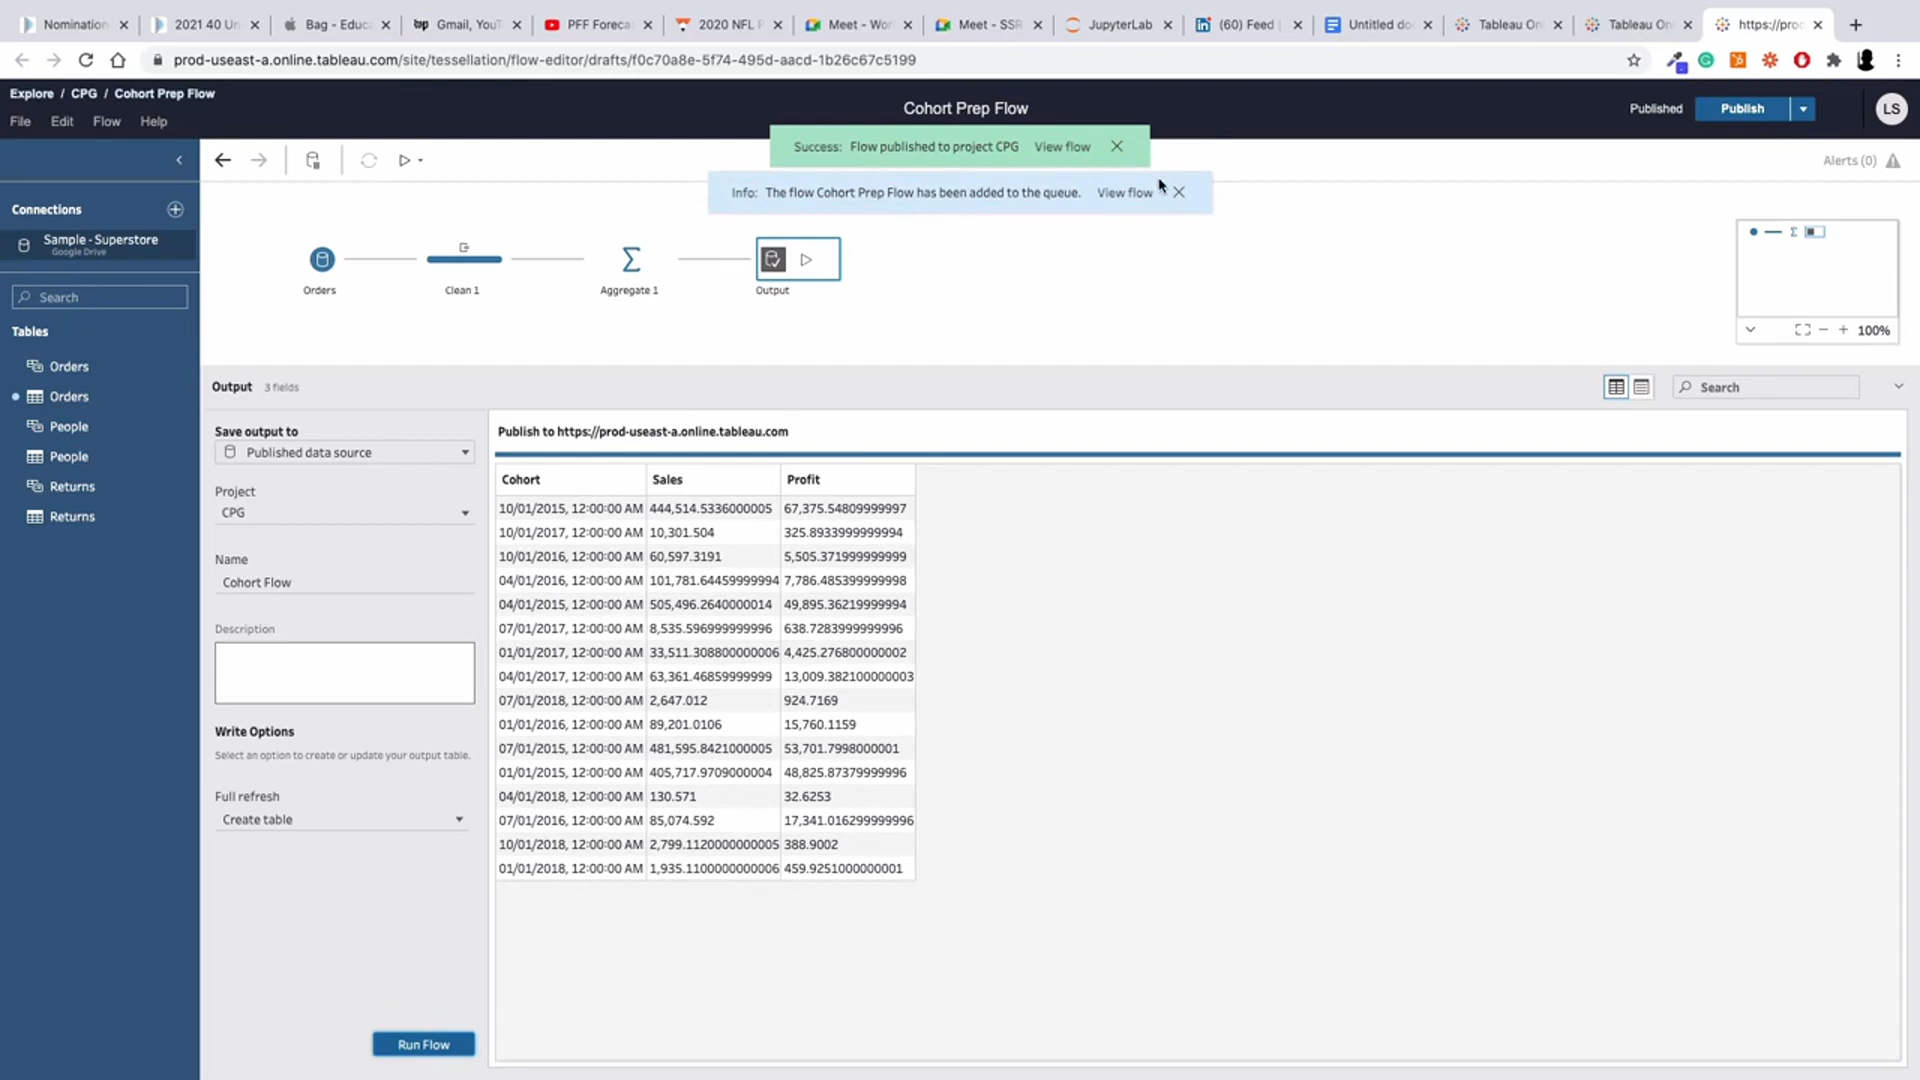 Nomination
2021 40 Un
Bag - Educ
Gmail, YouT
PFF Foreca
2020 NFL P
Meet - Wor
Meet - SSR
JupyterLab
(60) Feed
Untitled do
Tableau On
Tableau On
https://proc
prod-useast-a.online.tableau.com/site/tessellation/flow-editor/drafts/f0c70a8e-5f74-495d-aacd-1b26c67c5199
Explore / CPG / Cohort Prep Flow
Cohort Prep Flow
Published
Publish
LS
File Edit Flow Help
Success: Flow published to project CPG View flow
Alerts (0)
Info: The flow Cohort Prep Flow has been added to the queue. View flow
Connections
Sample - Superstore
Google Drive
Search
Tables
Orders
Orders
People
People
Returns
Returns
Orders Clean 1 Aggregate 1 Output
100%
Output 3 fields
Search
Save output to
Published data source
Project
CPG
Name
Cohort Flow
Description
Write Options
Select an option to create or update your output table.
Full refresh
Create table
Run Flow
Publish to https://prod-useast-a.online.tableau.com
Cohort Sales Profit
10/01/2015, 12:00:00 AM 444,514.5336000005 67,375.54809999997
10/01/2017, 12:00:00 AM 10,301.504 325.8933999999994
10/01/2016, 12:00:00 AM 60,597.3191 5,505.371999999999
04/01/2016, 12:00:00 AM 101,781.64459999994 7,786.485399999998
04/01/2015, 12:00:00 AM 505,496.2640000014 49,895.36219999994
07/01/2017, 12:00:00 AM 8,535.596999999996 638.7283999999996
01/01/2017, 12:00:00 AM 33,511.308800000006 4,425.276800000002
04/01/2017, 12:00:00 AM 63,361.46859999999 13,009.382100000003
07/01/2018, 12:00:00 AM 2,647.012 924.7169
01/01/2016, 12:00:00 AM 89,201.0106 15,760.1159
07/01/2015, 12:00:00 AM 481,595.8421000005 53,701.7998000001
01/01/2015, 12:00:00 AM 405,717.9709000004 48,825.87379999996
04/01/2018, 12:00:00 AM 130.571 32.6253
07/01/2016, 12:00:00 AM 85,074.592 17,341.016299999996
10/01/2018, 12:00:00 AM 2,799.1120000000005 388.9002
01/01/2018, 12:00:00 AM 1,935.1100000000006 459.9251000000001